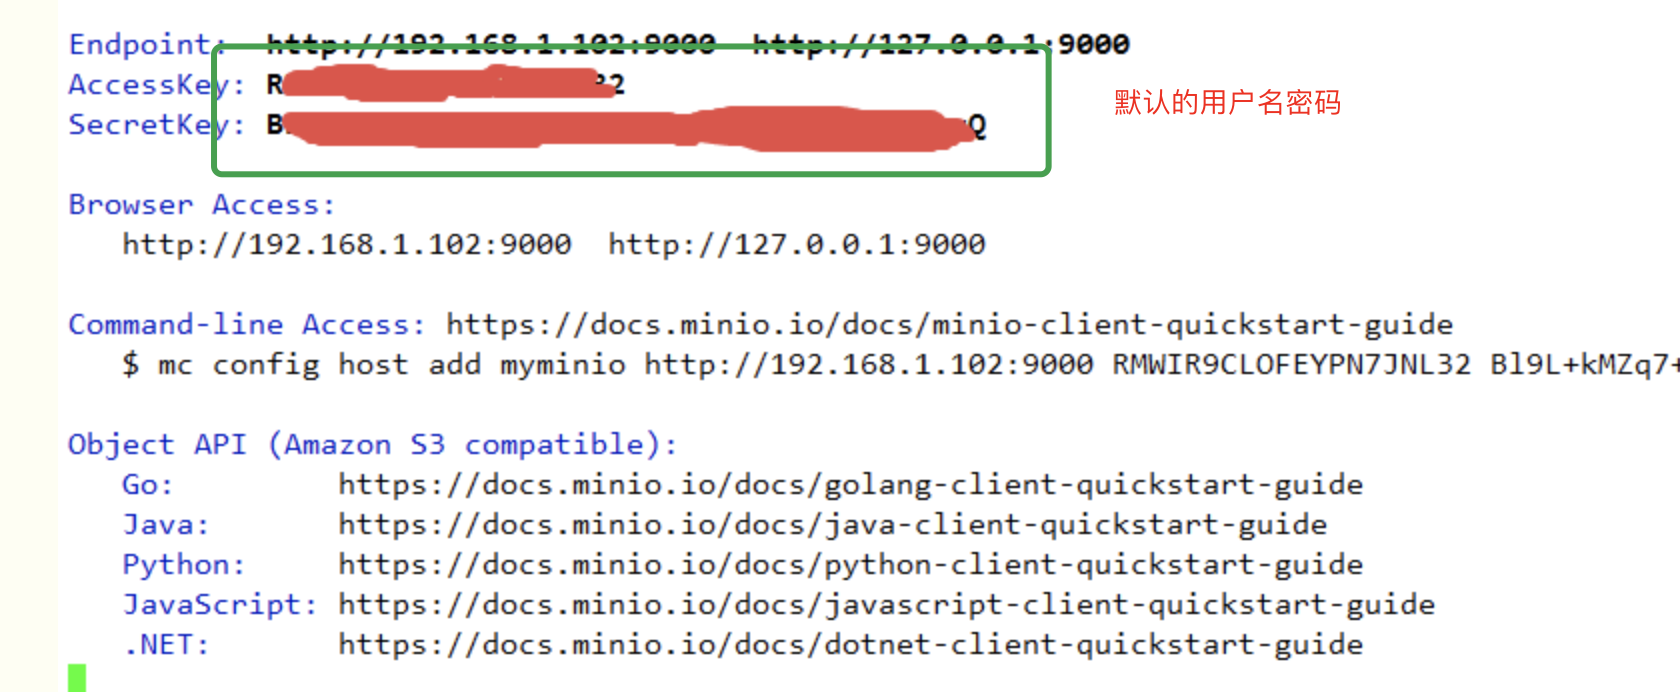 Endpoint: http://192.168.1.102:9000 http://127.0.0.1:9000
AccessKey: R 2
SecretKey: B Q
默认的用户名密码
Browser Access:
http://192.168.1.102:9000 http://127.0.0.1:9000
Command-line Access: https://docs.minio.io/docs/minio-client-quickstart-guide
$ mc config host add myminio http://192.168.1.102:9000 RMWIR9CLOFEYPN7JNL32 Bl9L+kMZq7+
Object API (Amazon S3 compatible):
Go: https://docs.minio.io/docs/golang-client-quickstart-guide
Java: https://docs.minio.io/docs/java-client-quickstart-guide
Python: https://docs.minio.io/docs/python-client-quickstart-guide
JavaScript: https://docs.minio.io/docs/javascript-client-quickstart-guide
.NET: https://docs.minio.io/docs/dotnet-client-quickstart-guide